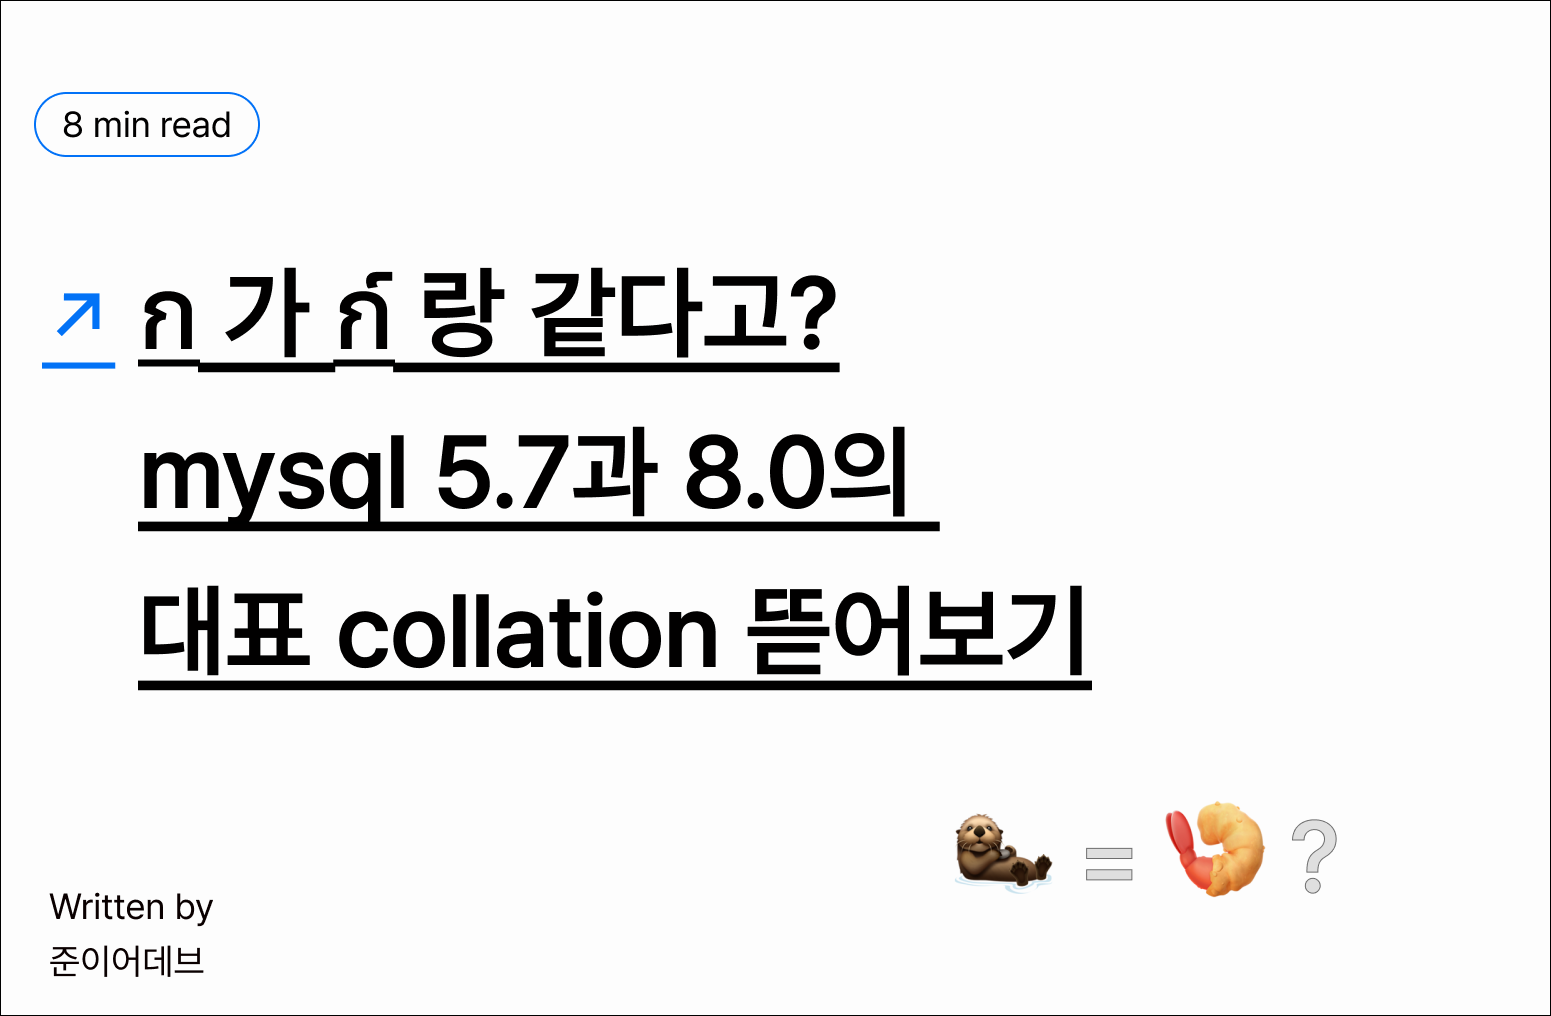 8 min read
↗ ก 가 ก์ 랑 같다고?
mysql 5.7과 8.0의
대표 collation 뜯어보기
🦦 = 🍤 ?
Written by
준이어데브